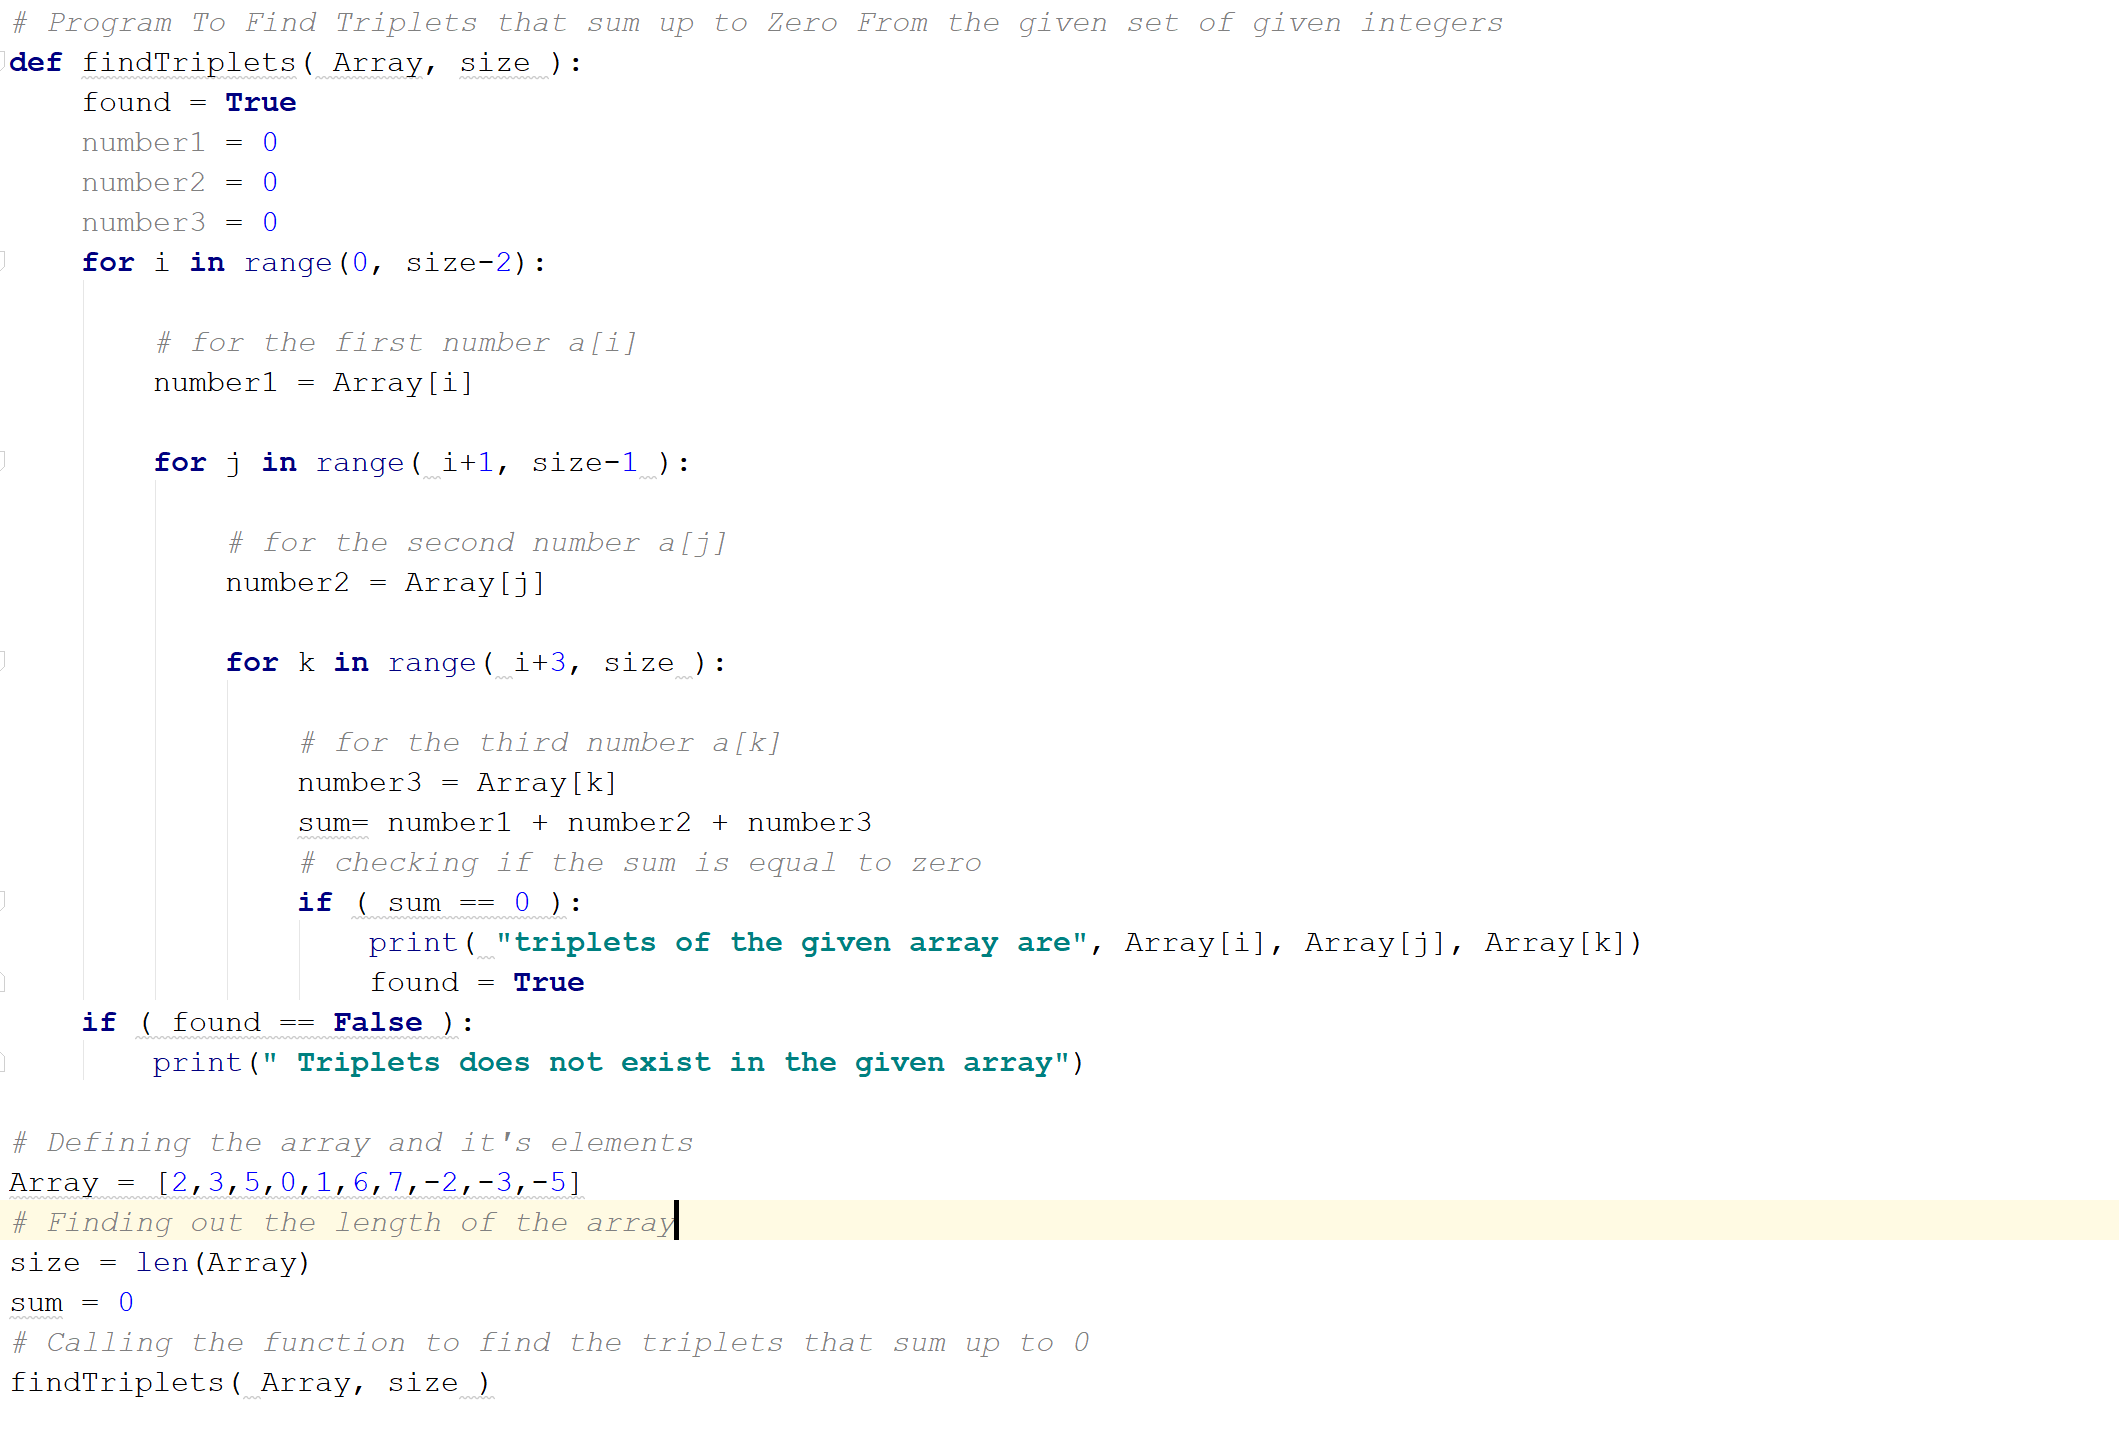 # Program To Find Triplets that sum up to Zero From the given set of given integers
def findTriplets( Array, size ):
    found = True
    number1 = 0
    number2 = 0
    number3 = 0
    for i in range(0, size-2):

        # for the first number a[i]
        number1 = Array[i]

        for j in range( i+1, size-1 ):

            # for the second number a[j]
            number2 = Array[j]

            for k in range( i+3, size ):

                # for the third number a[k]
                number3 = Array[k]
                sum= number1 + number2 + number3
                # checking if the sum is equal to zero
                if ( sum == 0 ):
                    print( "triplets of the given array are", Array[i], Array[j], Array[k])
                    found = True
    if ( found == False ):
        print(" Triplets does not exist in the given array")

# Defining the array and it's elements
Array = [2,3,5,0,1,6,7,-2,-3,-5]
# Finding out the length of the array
size = len(Array)
sum = 0
# Calling the function to find the triplets that sum up to 0
findTriplets( Array, size )